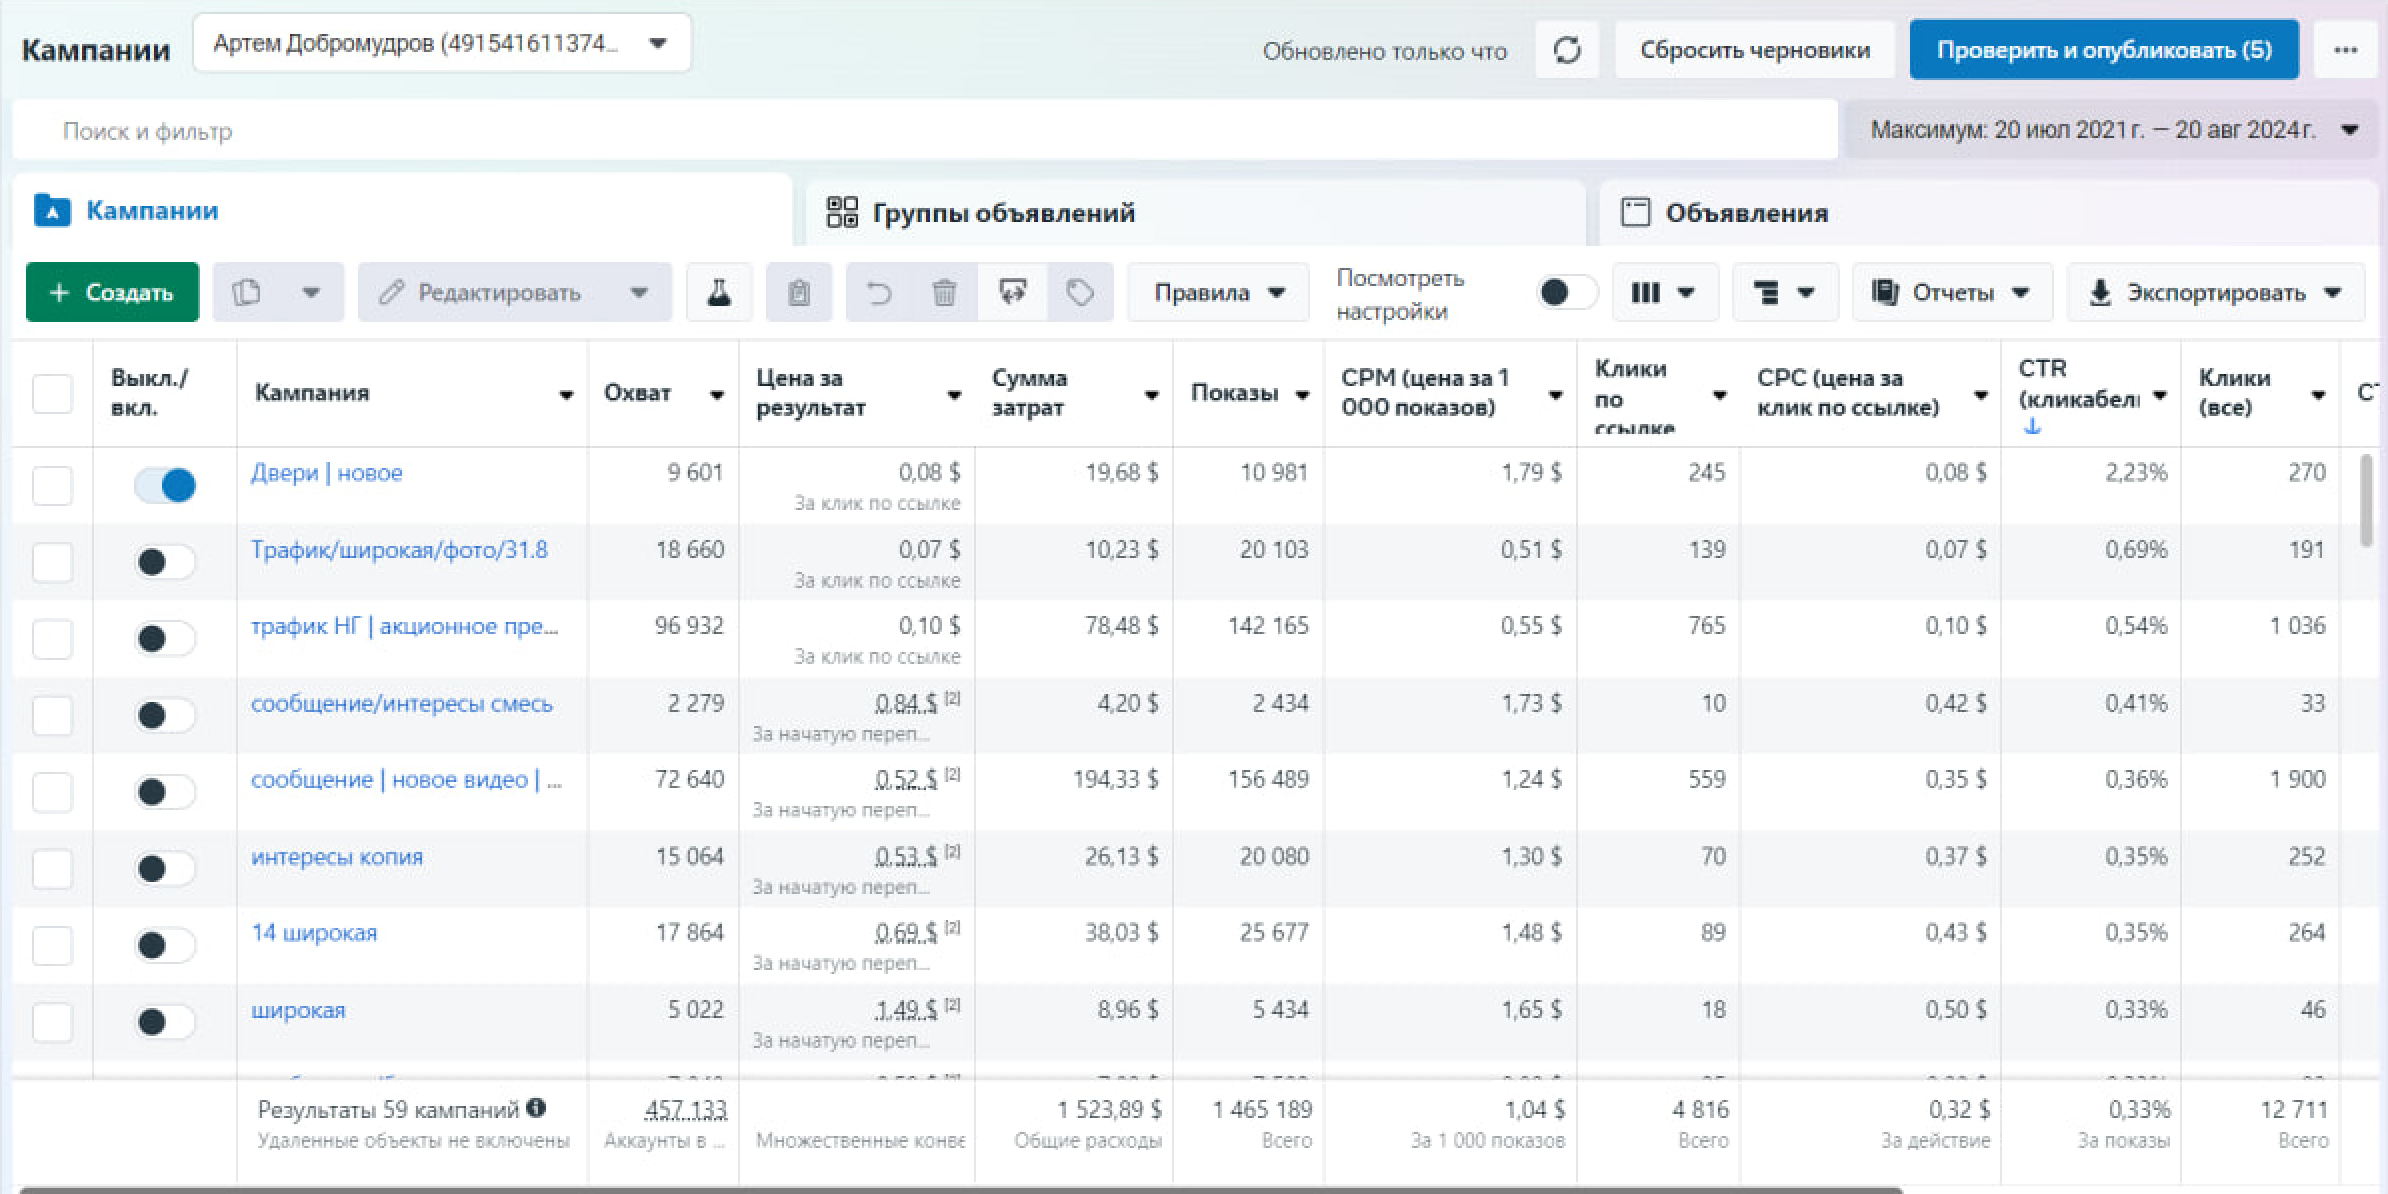 Кампании
Артем Добромудров (491541611374...
Обновлено только что
Сбросить черновики
Проверить и опубликовать (5)
Поиск и фильтр
Максимум: 20 июл 2021 г. – 20 авг 2024 г.
Кампании
Группы объявлений
Объявления
+ Создать
Редактировать
Правила
Посмотреть
настройки
Отчеты
Экспортировать
Выкл./
вкл.
Кампания
Охват
Цена за
результат
Сумма
затрат
Показы
CPM (цена за 1
000 показов)
Клики
по
ссылке
CPC (цена за
клик по ссылке)
CTR
(кликабель
Клики
(все)
Двери | новое 9 601 0,08 $ 19,68 $ 10 981 1,79 $ 245 0,08 $ 2,23% 270
За клик по ссылке
Трафик/широкая/фото/31.8 18 660 0,07 $ 10,23 $ 20 103 0,51 $ 139 0,07 $ 0,69% 191
За клик по ссылке
трафик НГ | акционное пре... 96 932 0,10 $ 78,48 $ 142 165 0,55 $ 765 0,10 $ 0,54% 1 036
За клик по ссылке
сообщение/интересы смесь 2 279 0,84 $ [2] 4,20 $ 2 434 1,73 $ 10 0,42 $ 0,41% 33
За начатую переп...
сообщение | новое видео | ... 72 640 0,52 $ [2] 194,33 $ 156 489 1,24 $ 559 0,35 $ 0,36% 1 900
За начатую переп...
интересы копия 15 064 0,53 $ [2] 26,13 $ 20 080 1,30 $ 70 0,37 $ 0,35% 252
За начатую переп...
14 широкая 17 864 0,69 $ [2] 38,03 $ 25 677 1,48 $ 89 0,43 $ 0,35% 264
За начатую переп...
широкая 5 022 1,49 $ [2] 8,96 $ 5 434 1,65 $ 18 0,50 $ 0,33% 46
За начатую переп...
Результаты 59 кампаний 457 133 1 523,89 $ 1 465 189 1,04 $ 4 816 0,32 $ 0,33% 12 711
Удаленные объекты не включены Аккаунты в ... Множественные конве Общие расходы Всего За 1 000 показов Всего За действие За показы Всего